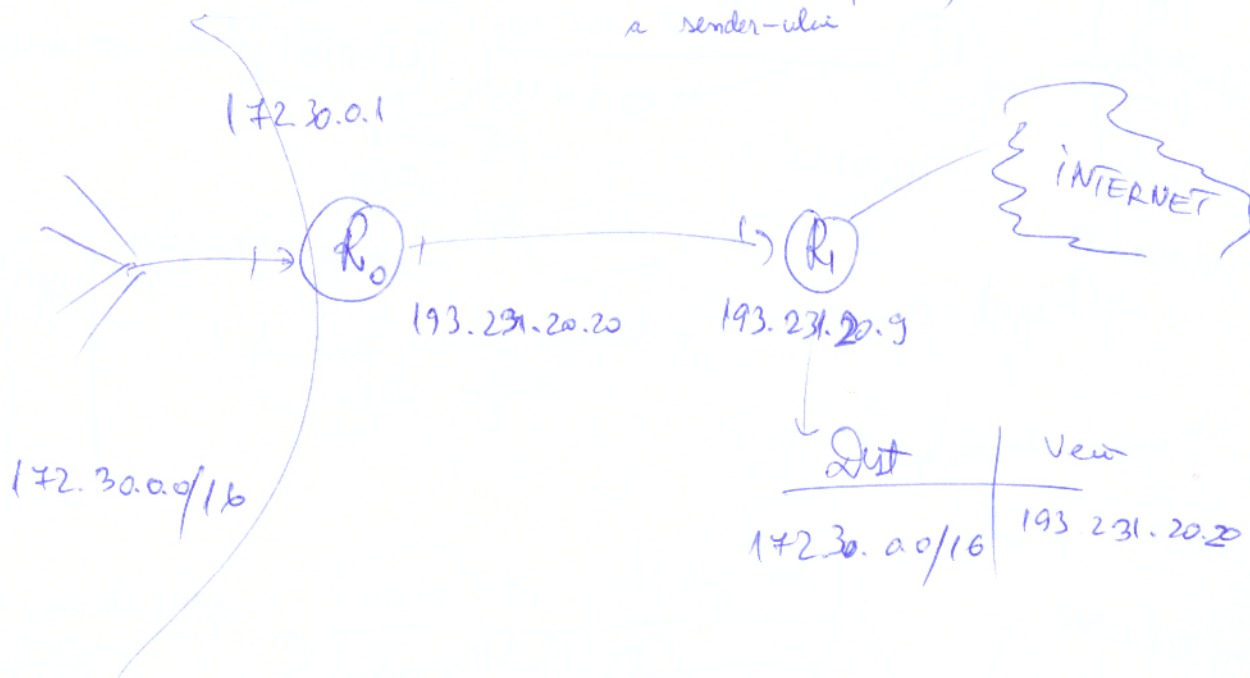 a sender-ului
172.30.0.1
INTERNET
R0
R1
193.231.20.20
193.231.20.9
172.30.0.0/16
Dest
Vecin
172.30.0.0/16
193.231.20.20